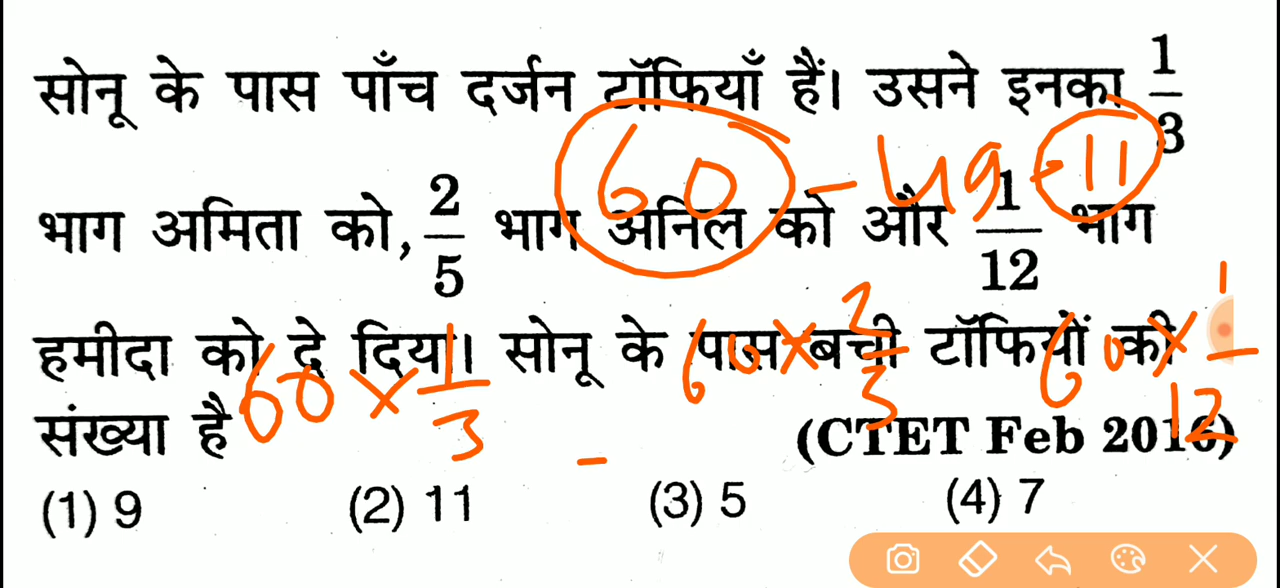 सोनू के पास पाँच दर्जन टॉफियाँ हैं। उसने इनका 1/3
भाग अमिता को, 2/5 भाग अनिल को और 1/12 भाग
हमीदा को दे दिया। सोनू के पास बची टॉफियों की
संख्या है
(CTET Feb 2016)
(1) 9 (2) 11 (3) 5 (4) 7
60 - 49 - 11
60 × 1/3 60 × 2/3 60 × 1/12